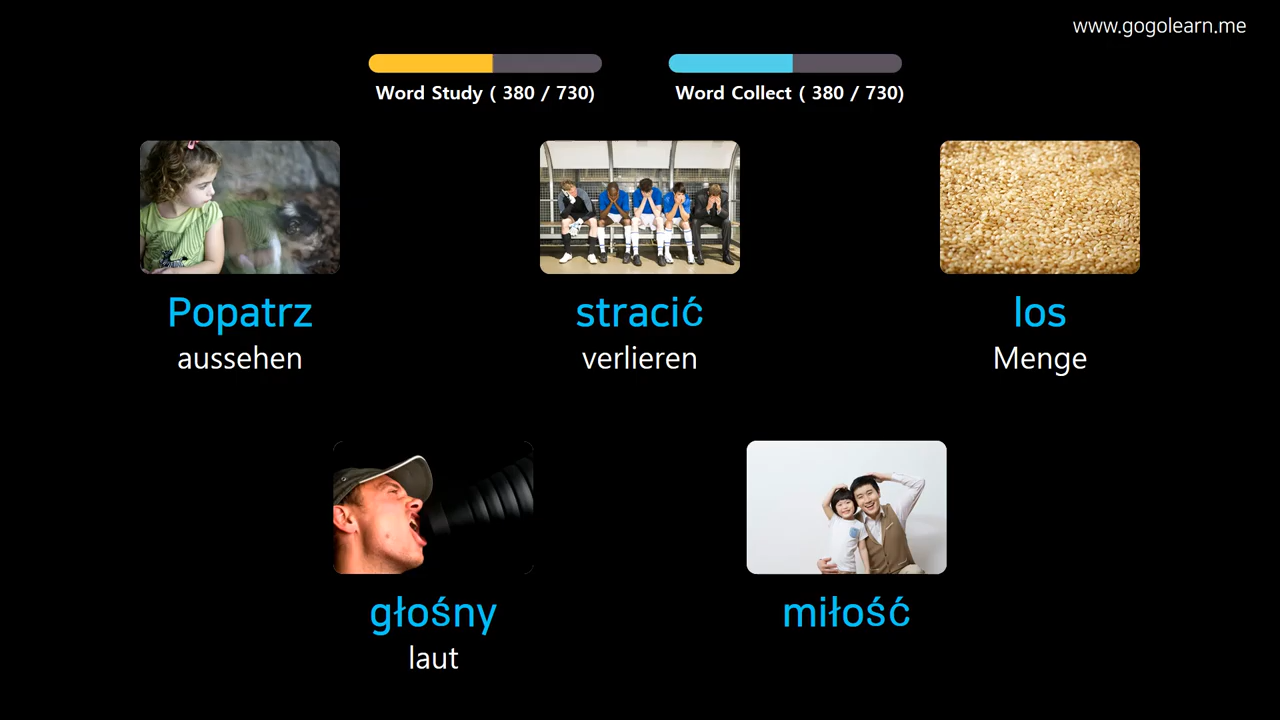 www.gogolearn.me
Word Study ( 380 / 730)
Word Collect ( 380 / 730)
Popatrz
aussehen
stracić
verlieren
los
Menge
głośny
laut
miłość